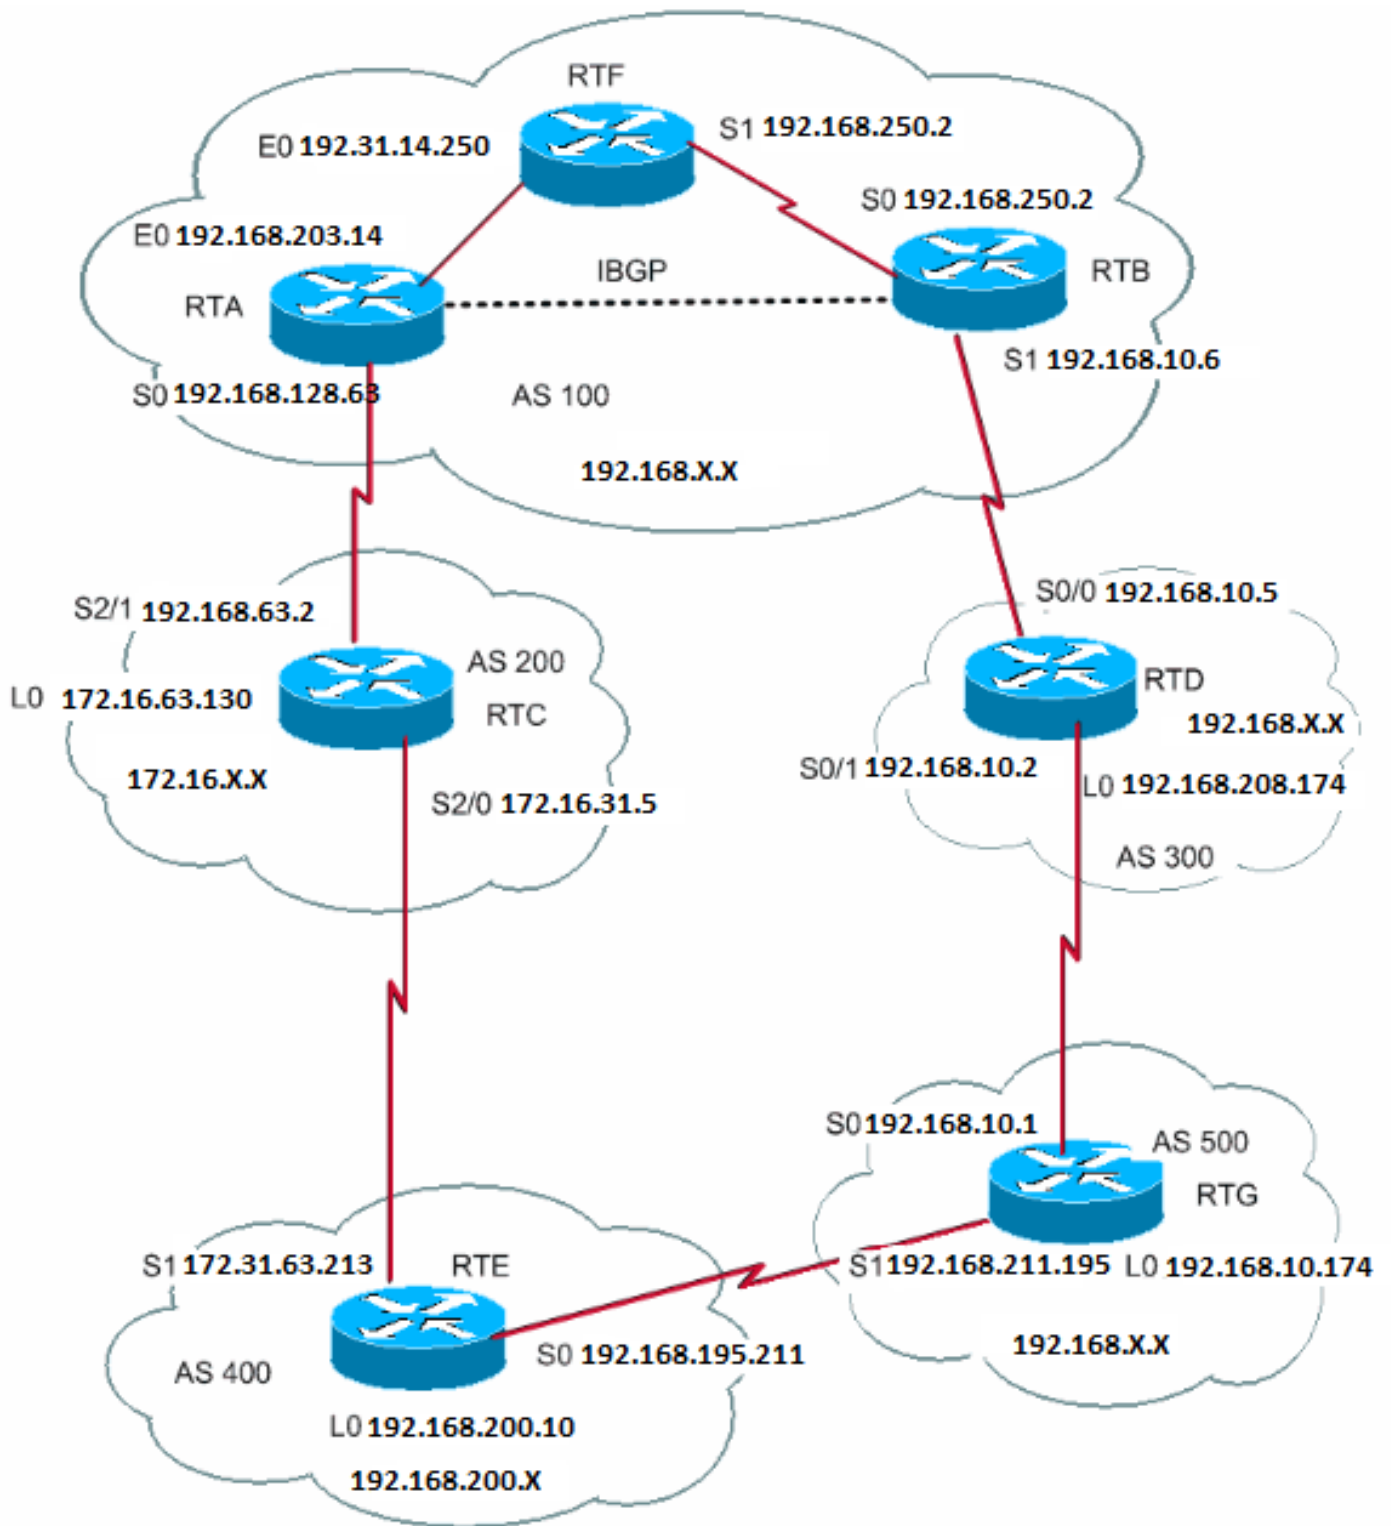 RTF
S1 192.168.250.2
E0 192.31.14.250
S0 192.168.250.2
E0 192.168.203.14
IBGP
RTB
RTA
S1 192.168.10.6
S0 192.168.128.63
AS 100
192.168.X.X
S0/0 192.168.10.5
S2/1 192.168.63.2
AS 200
RTD
L0 172.16.63.130
RTC
192.168.X.X
S0/1 192.168.10.2
172.16.X.X
L0 192.168.208.174
S2/0 172.16.31.5
AS 300
S0 192.168.10.1
AS 500
RTG
S1 172.31.63.213
RTE
S1 192.168.211.195
L0 192.168.10.174
192.168.X.X
S0 192.168.195.211
AS 400
L0 192.168.200.10
192.168.200.X